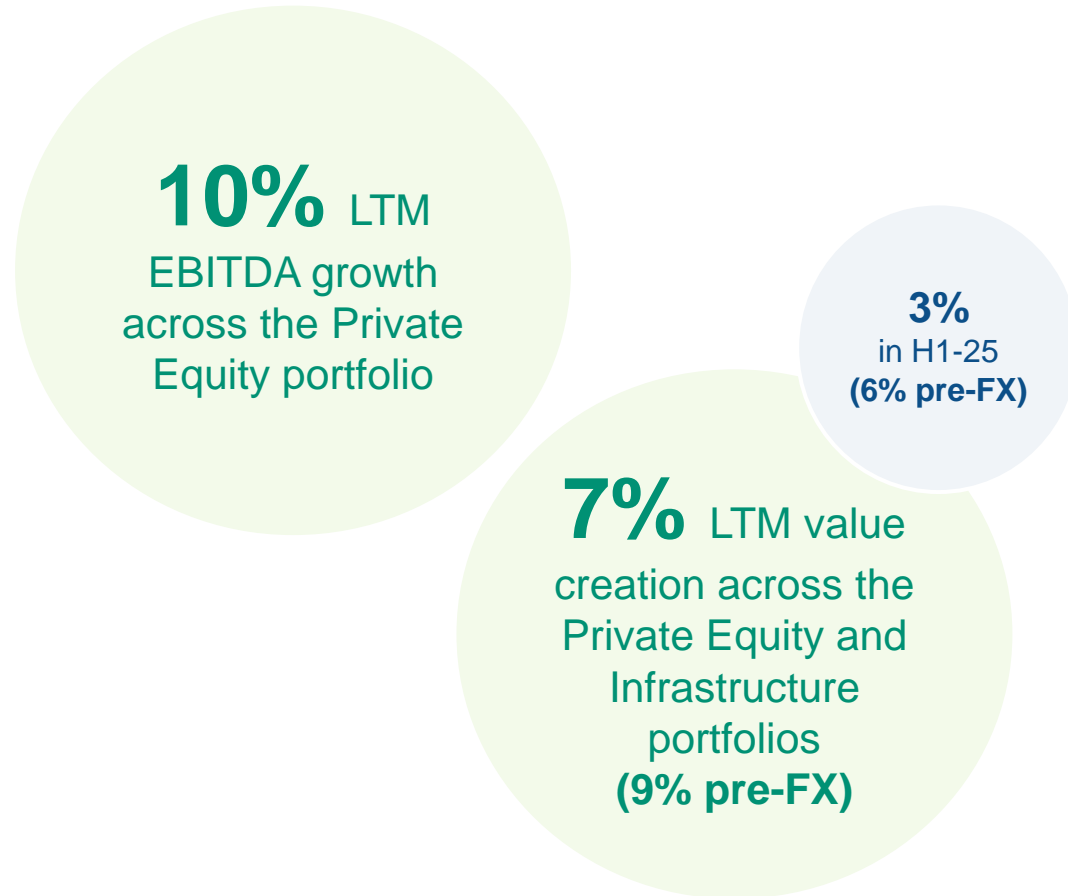 10% LTM
EBITDA growth
across the Private
Equity portfolio
3%
in H1-25
(6% pre-FX)
7% LTM value
creation across the
Private Equity and
Infrastructure
portfolios
(9% pre-FX)